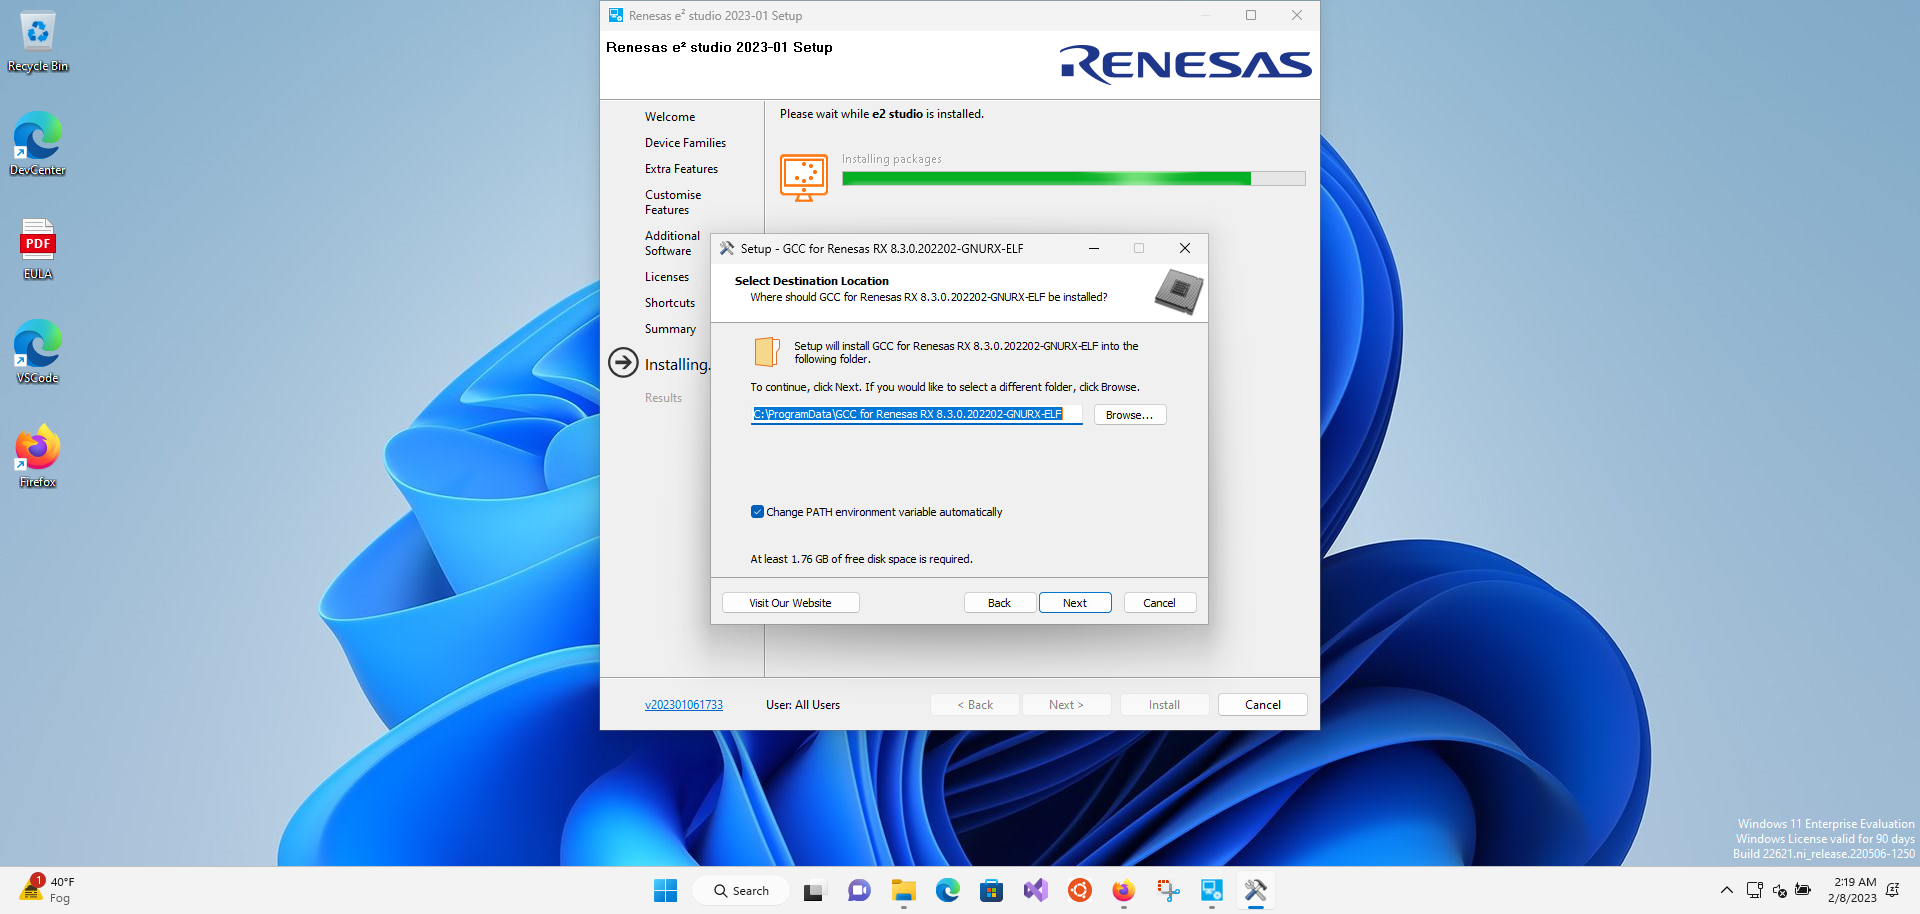 Recycle Bin
DevCenter
PDF
EULA
VSCode
Firefox
Renesas e² studio 2023-01 Setup
Renesas e² studio 2023-01 Setup
RENESAS
Welcome
Device Families
Extra Features
Customise
Features
Additional
Software
Licenses
Shortcuts
Summary
Installing.
Results
Please wait while e2 studio is installed.
Installing packages
Setup - GCC for Renesas RX 8.3.0.202202-GNURX-ELF
Select Destination Location
Where should GCC for Renesas RX 8.3.0.202202-GNURX-ELF be installed?
Setup will install GCC for Renesas RX 8.3.0.202202-GNURX-ELF into the
following folder.
To continue, click Next. If you would like to select a different folder, click Browse.
C:\ProgramData\GCC for Renesas RX 8.3.0.202202-GNURX-ELF
Browse...
Change PATH environment variable automatically
At least 1.76 GB of free disk space is required.
Visit Our Website
Back
Next
Cancel
v202301061733
User: All Users
< Back
Next >
Install
Cancel
Windows 11 Enterprise Evaluation
Windows License valid for 90 days
Build 22621.ni_release.220506-1250
1
40°F
Fog
Search
2:19 AM
2/8/2023